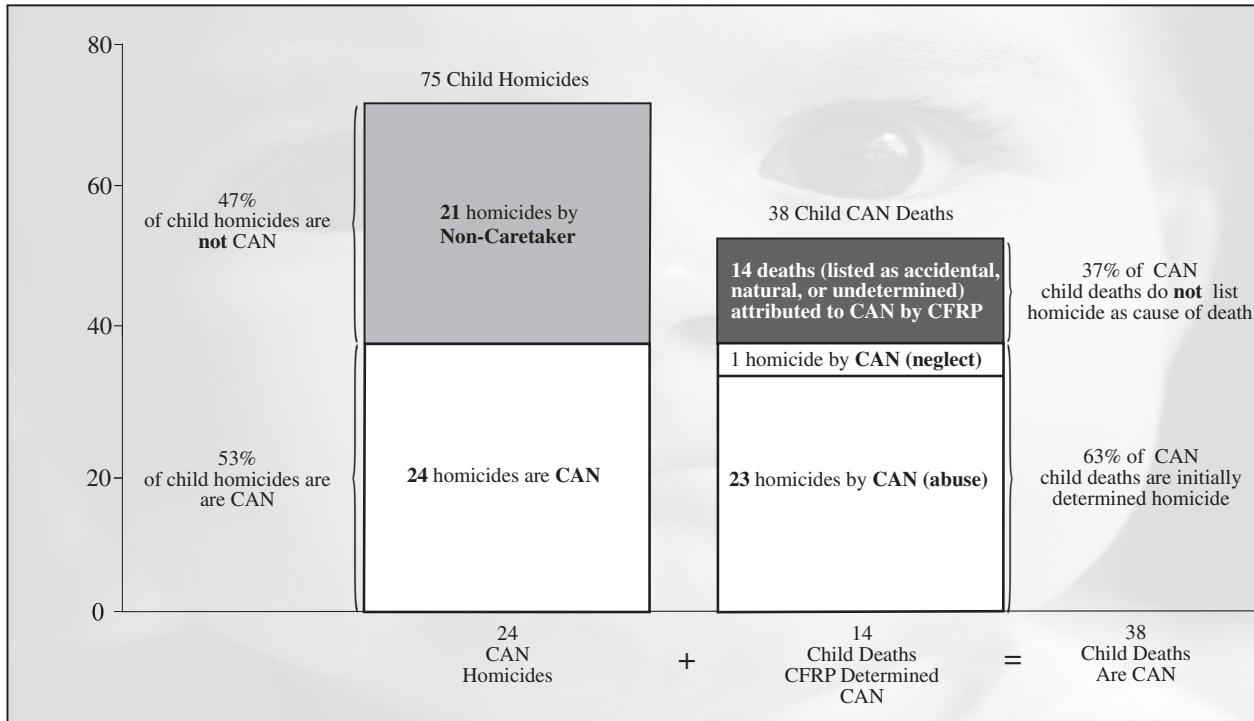 80
60
40
20
0
75 Child Homicides
47%
of child homicides are
not CAN
21 homicides by
Non-Caretaker
53%
of child homicides are
are CAN
24 homicides are CAN
38 Child CAN Deaths
14 deaths (listed as accidental,
natural, or undetermined)
attributed to CAN by CFRP
1 homicide by CAN (neglect)
23 homicides by CAN (abuse)
37% of CAN
child deaths do not list
homicide as cause of death
63% of CAN
child deaths are initially
determined homicide
24
CAN
Homicides
+
14
Child Deaths
CFRP Determined
CAN
=
38
Child Deaths
Are CAN